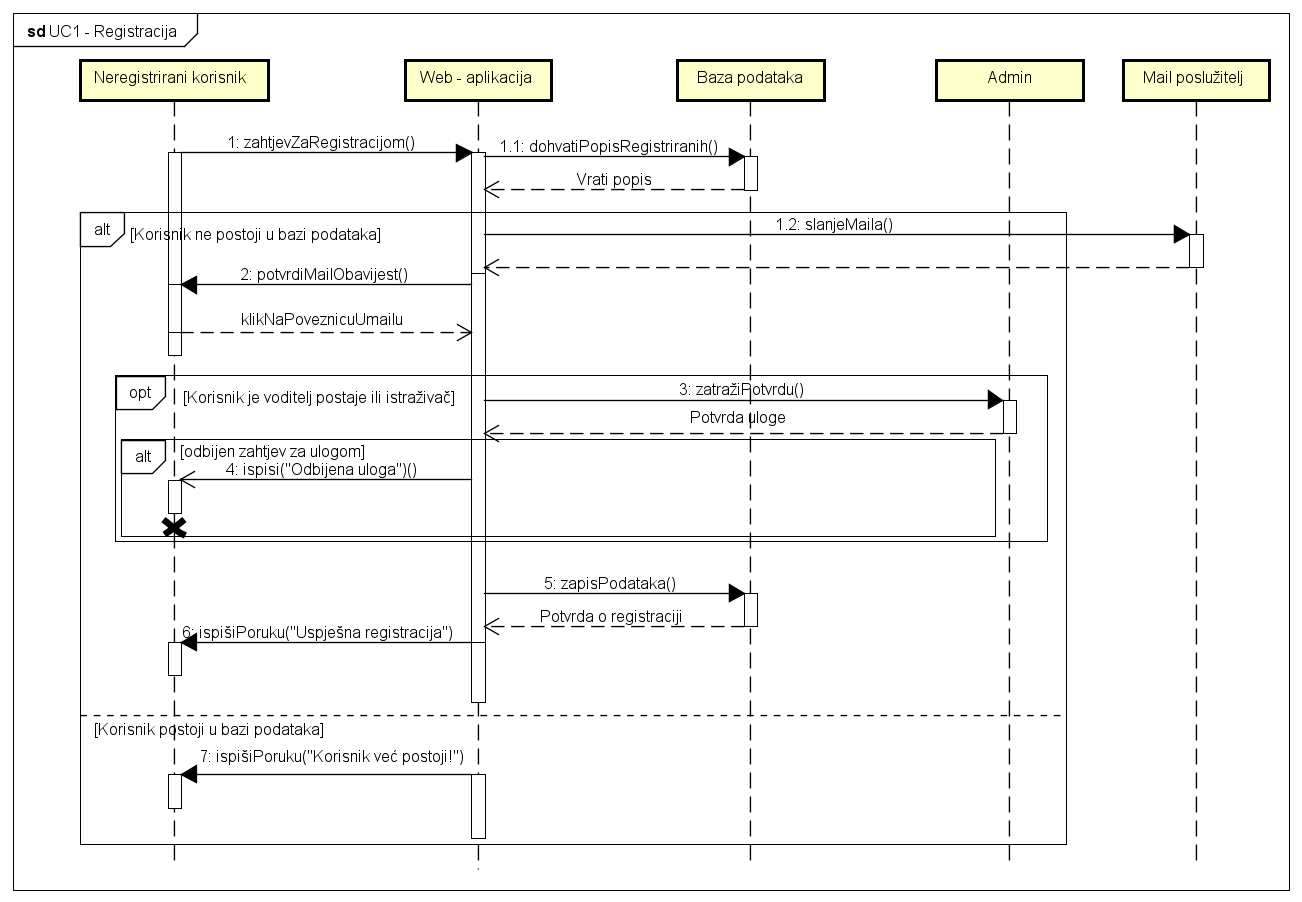 sd UC1 - Registracija
Neregistrirani korisnik
Web - aplikacija
Baza podataka
Admin
Mail poslužitelj
1: zahtjevZaRegistracijom()
1.1: dohvatiPopisRegistriranih()
Vrati popis
alt
[Korisnik ne postoji u bazi podataka]
1.2: slanjeMaila()
2: potvrdiMailObavijest()
klikNaPoveznicuUmailu
opt
[Korisnik je voditelj postaje ili istraživač]
3: zatražiPotvrdu()
Potvrda uloge
alt
[odbijen zahtjev za ulogom]
4: ispisi("Odbijena uloga")()
5: zapisPodataka()
Potvrda o registraciji
6: ispišiPoruku("Uspješna registracija")
[Korisnik postoji u bazi podataka]
7: ispišiPoruku("Korisnik već postoji!")